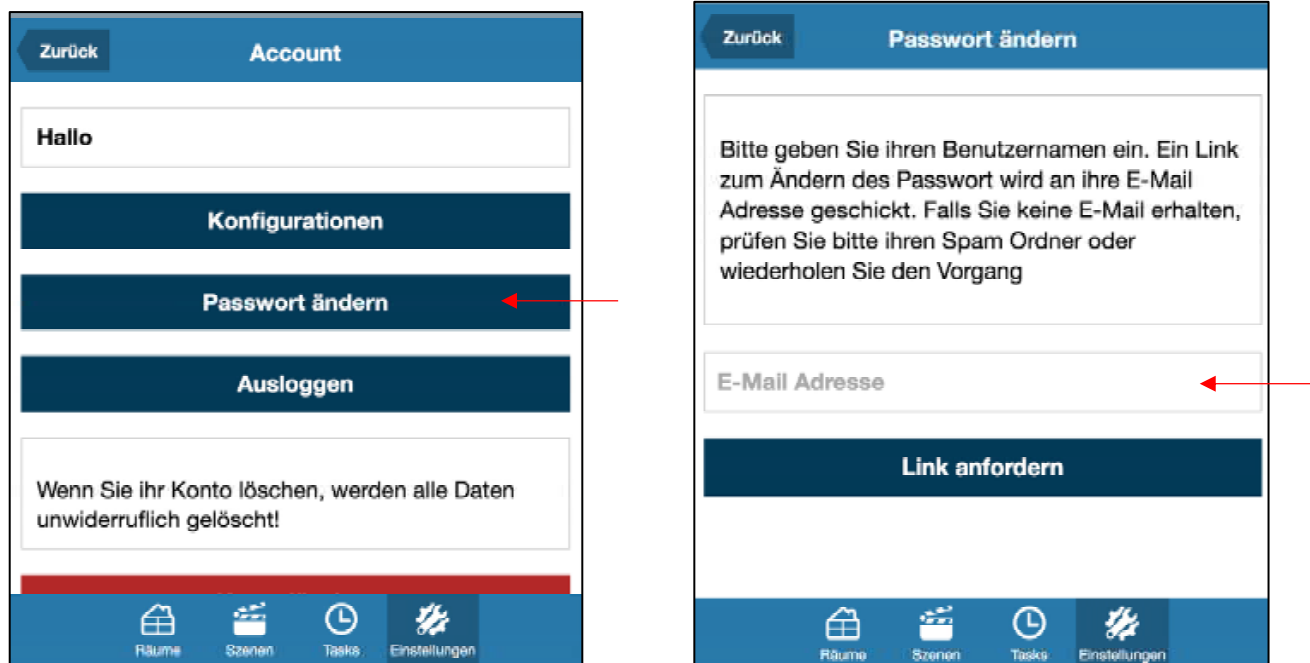 Zurück
Account
Hallo
Konfigurationen
Passwort ändern
Ausloggen
Wenn Sie ihr Konto löschen, werden alle Daten
unwiderruflich gelöscht!
Räume
Szenen
Tasks
Einstellungen
Zurück
Passwort ändern
Bitte geben Sie ihren Benutzernamen ein. Ein Link
zum Ändern des Passwort wird an ihre E-Mail
Adresse geschickt. Falls Sie keine E-Mail erhalten,
prüfen Sie bitte ihren Spam Ordner oder
wiederholen Sie den Vorgang
E-Mail Adresse
Link anfordern
Räume
Szenen
Tasks
Einstellungen